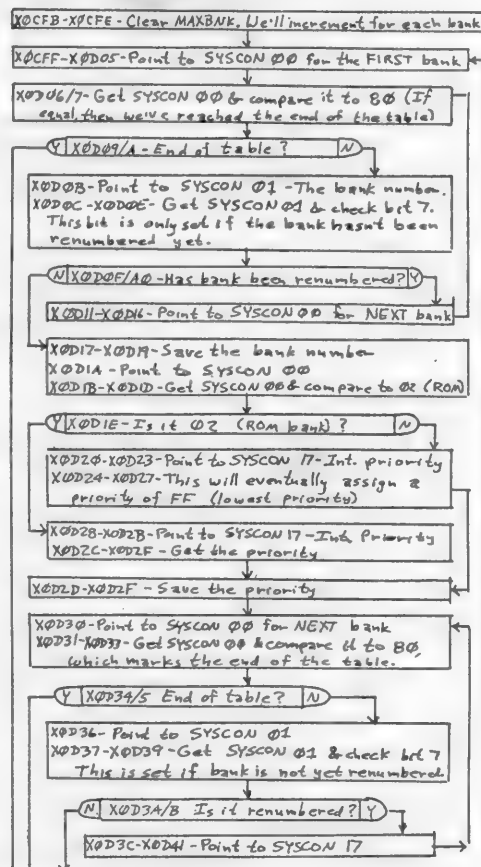 XØCFB-XØCFE-Clear MAXBNK. We'll increment for each bank
XØCFF-XØD05-Point to SYSCON ØØ for the FIRST bank
XØDØ6/7-Get SYSCON ØØ & compare it to 8Ø (If
equal, then we've reached the end of the table)
Y XØDØ9/A-End of table? N
XØDØB-Point to SYSCON Ø1-The bank number.
XØDØC-XØDØE-Get SYSCON Ø1 & check bit 7.
This bit is only set if the bank hasn't been
renumbered yet.
N XØDØF/AØ-Has bank been renumbered? Y
XØD11-XØD16-Point to SYSCON ØØ for NEXT bank
XØD17-XØD19-Save the bank number
XØD1A-Point to SYSCON ØØ
XØD1B-XØD1D-Get SYSCON ØØ & compare to Ø2 (ROM)
Y XØD1E-Is it Ø2 (ROM bank)? N
XØD2Ø-XØD23-Point to SYSCON 17-Int. priority
XØD24-XØD27-This will eventually assign a
priority of FF (lowest priority)
XØD28-XØD2B-Point to SYSCON 17-Int. Priority
XØD2C-XØD2F-Get the priority
XØD2D-XØD2F-Save the priority
XØD3Ø-Point to SYSCON ØØ for NEXT bank
XØD31-XØD33-Get SYSCON ØØ & compare it to 8Ø,
which marks the end of the table.
Y XØD34/5 End of table? N
XØD36-Point to SYSCON Ø1
XØD37-XØD39-Get SYSCON Ø1 & check bit 7
This is set if bank is not yet renumberd.
N XØD3A/B Is it renumbered? Y
XØD3C-XØD41-Point to SYSCON 17